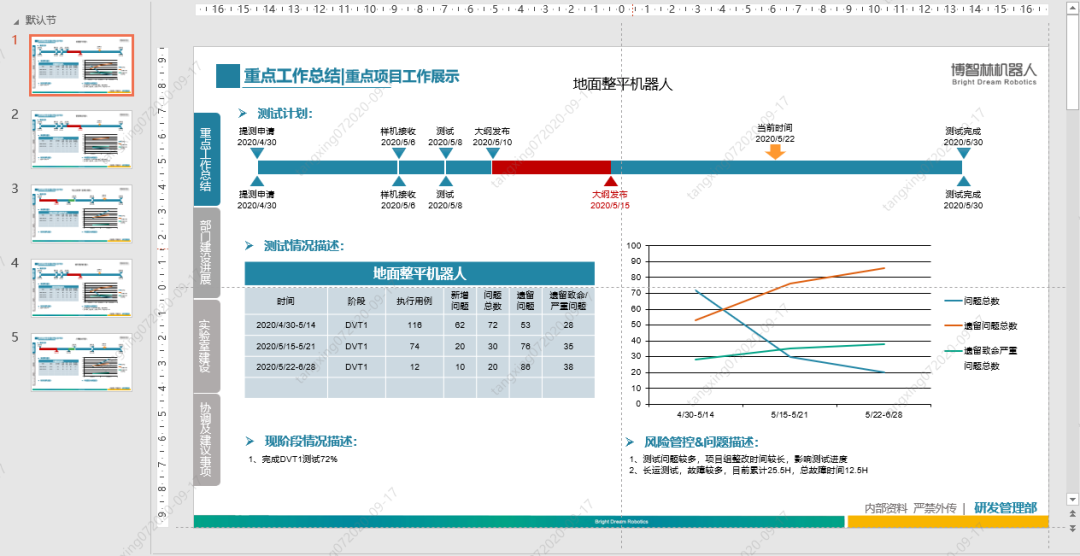 默认节
16 15 14 13 12 11 10 9 8 7 6 5 4 3 2 1 0 1 2 3 4 5 6 7 8 9 10 11 12 13 14 15 16
1
2
3
4
5
重点工作总结|重点项目工作展示
地面整平机器人
博智林机器人
Bright Dream Robotics
重点工作总结
部门建设进展
实验室建设
协调及建议事项
测试计划：
当前时间
2020/5/22
提测申请 样机接收 测试 大纲发布 测试完成
2020/4/30 2020/5/6 2020/5/8 2020/5/10 2020/5/30
提测申请 样机接收 测试 大纲发布 测试完成
2020/4/30 2020/5/6 2020/5/8 2020/5/15 2020/5/30
测试情况描述：
地面整平机器人
时间 阶段 执行用例 新增问题 问题总数 遗留问题 遗留致命/严重问题
2020/4/30-5/14 DVT1 116 62 72 53 28
2020/5/15-5/21 DVT1 74 20 30 76 35
2020/5/22-6/28 DVT1 12 10 20 86 38
100
90
80
70
60
50
40
30
20
10
0
4/30-5/14 5/15-5/21 5/22-6/28
问题总数
遗留问题总数
遗留致命严重
问题总数
现阶段情况描述：
1、完成DVT1测试72%
风险管控&问题描述：
1、测试问题较多，项目组整改时间较长，影响测试进度
2、长运测试，故障较多，目前累计25.5H，总故障时间12.5H
内部资料 严禁外传 | 研发管理部
Bright Dream Robotics
tangxing072020-09-17